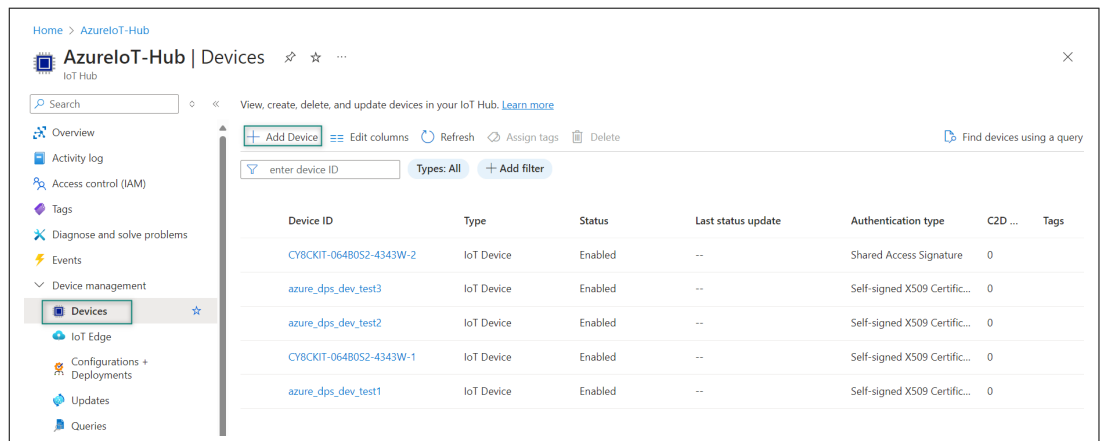 Home > AzureIoT-Hub
AzureIoT-Hub | Devices ...
IoT Hub
Search
View, create, delete, and update devices in your IoT Hub. Learn more
Overview
Activity log
Access control (IAM)
Tags
Diagnose and solve problems
Events
Device management
Devices
IoT Edge
Configurations +
Deployments
Updates
Queries
+ Add Device Edit columns Refresh Assign tags Delete Find devices using a query
enter device ID Types: All + Add filter
Device ID Type Status Last status update Authentication type C2D ... Tags
CY8CKIT-064B0S2-4343W-2 IoT Device Enabled -- Shared Access Signature 0
azure_dps_dev_test3 IoT Device Enabled -- Self-signed X509 Certific... 0
azure_dps_dev_test2 IoT Device Enabled -- Self-signed X509 Certific... 0
CY8CKIT-064B0S2-4343W-1 IoT Device Enabled -- Self-signed X509 Certific... 0
azure_dps_dev_test1 IoT Device Enabled -- Self-signed X509 Certific... 0